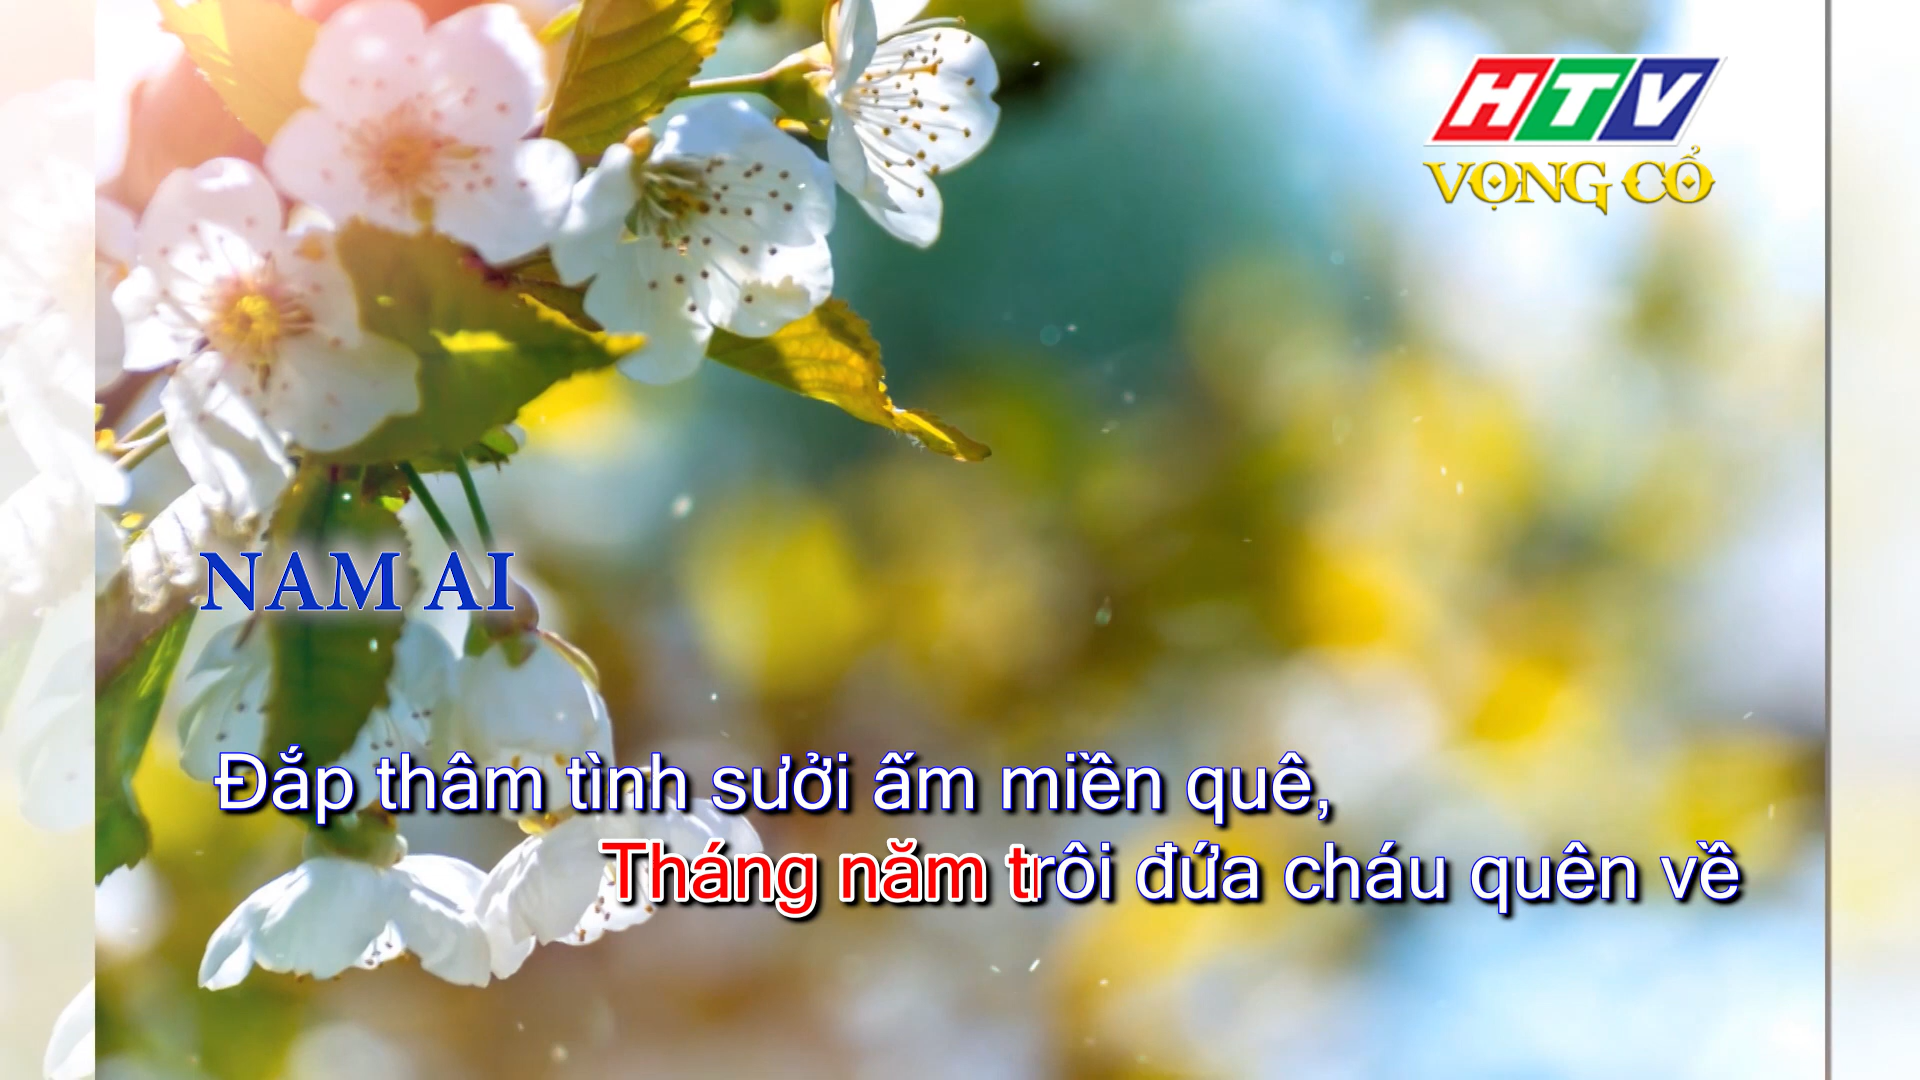 HTV
VỌNG CỔ
NAM AI
Đắp thâm tình sưởi ấm miền quê,
Tháng năm trôi đứa cháu quên về